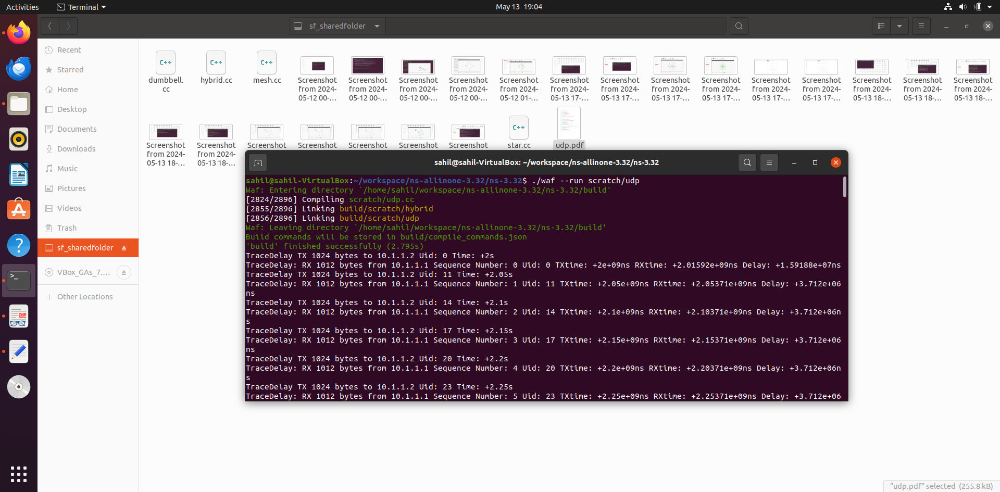 Activities
Terminal
May 13 19:04
sf_sharedfolder
Recent
Starred
Home
Desktop
Documents
Downloads
Music
Pictures
Videos
Trash
sf_sharedfolder
VBox_GAs_7....
Other Locations
C++
dumbbell.
cc
C++
hybrid.cc
C++
mesh.cc
Screenshot
from 2024-
05-12 00-...
Screenshot
from 2024-
05-12 00-...
Screenshot
from 2024-
05-12 00-...
Screenshot
from 2024-
05-12 00-...
Screenshot
from 2024-
05-12 01-...
Screenshot
from 2024-
05-13 17-...
Screenshot
from 2024-
05-13 17-...
Screenshot
from 2024-
05-13 17-...
Screenshot
from 2024-
05-13 17-...
Screenshot
from 2024-
05-13 17-...
Screenshot
from 2024-
05-13 17-...
Screenshot
from 2024-
05-13 18-...
Screenshot
from 2024-
05-13 18-...
Screenshot
from 2024-
05-13 18-...
Screenshot
from 2024-
05-13 18-...
Screenshot
from 2024-
05-13 18-...
Screenshot
Screenshot
Screenshot
Screenshot
Screenshot
C++
star.cc
udp.pdf
sahil@sahil-VirtualBox: ~/workspace/ns-allinone-3.32/ns-3.32
sahil@sahil-VirtualBox:~/workspace/ns-allinone-3.32/ns-3.32$ ./waf --run scratch/udp
Waf: Entering directory `/home/sahil/workspace/ns-allinone-3.32/ns-3.32/build'
[2824/2896] Compiling scratch/udp.cc
[2855/2896] Linking build/scratch/hybrid
[2856/2896] Linking build/scratch/udp
Waf: Leaving directory `/home/sahil/workspace/ns-allinone-3.32/ns-3.32/build'
Build commands will be stored in build/compile_commands.json
'build' finished successfully (2.795s)
TraceDelay TX 1024 bytes to 10.1.1.2 Uid: 0 Time: +2s
TraceDelay: RX 1012 bytes from 10.1.1.1 Sequence Number: 0 Uid: 0 TXtime: +2e+09ns RXtime: +2.01592e+09ns Delay: +1.59188e+07ns
TraceDelay TX 1024 bytes to 10.1.1.2 Uid: 11 Time: +2.05s
TraceDelay: RX 1012 bytes from 10.1.1.1 Sequence Number: 1 Uid: 11 TXtime: +2.05e+09ns RXtime: +2.05371e+09ns Delay: +3.712e+06
ns
TraceDelay TX 1024 bytes to 10.1.1.2 Uid: 14 Time: +2.1s
TraceDelay: RX 1012 bytes from 10.1.1.1 Sequence Number: 2 Uid: 14 TXtime: +2.1e+09ns RXtime: +2.10371e+09ns Delay: +3.712e+06n
s
TraceDelay TX 1024 bytes to 10.1.1.2 Uid: 17 Time: +2.15s
TraceDelay: RX 1012 bytes from 10.1.1.1 Sequence Number: 3 Uid: 17 TXtime: +2.15e+09ns RXtime: +2.15371e+09ns Delay: +3.712e+06
ns
TraceDelay TX 1024 bytes to 10.1.1.2 Uid: 20 Time: +2.2s
TraceDelay: RX 1012 bytes from 10.1.1.1 Sequence Number: 4 Uid: 20 TXtime: +2.2e+09ns RXtime: +2.20371e+09ns Delay: +3.712e+06n
s
TraceDelay TX 1024 bytes to 10.1.1.2 Uid: 23 Time: +2.25s
TraceDelay: RX 1012 bytes from 10.1.1.1 Sequence Number: 5 Uid: 23 TXtime: +2.25e+09ns RXtime: +2.25371e+09ns Delay: +3.712e+06
"udp.pdf" selected (255.8 kB)